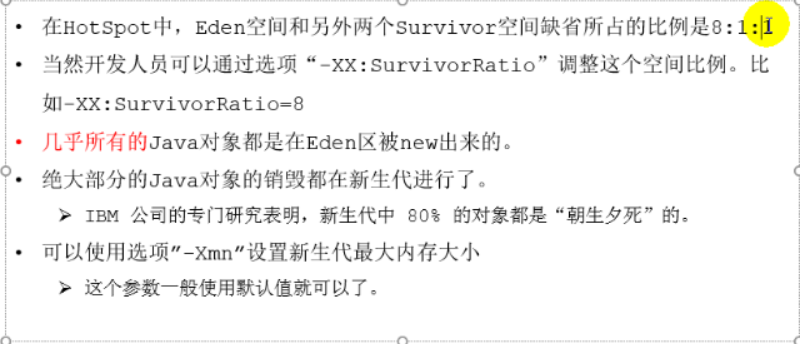 • 在HotSpot中，Eden空间和另外两个Survivor空间缺省所占的比例是8:1:
• 当然开发人员可以通过选项“-XX:SurvivorRatio”调整这个空间比例。比
如-XX:SurvivorRatio=8
• 几乎所有的Java对象都是在Eden区被new出来的。
• 绝大部分的Java对象的销毁都在新生代进行了。
➢ IBM 公司的专门研究表明，新生代中 80% 的对象都是“朝生夕死”的。
• 可以使用选项”-Xmn”设置新生代最大内存大小
➢ 这个参数一般使用默认值就可以了。